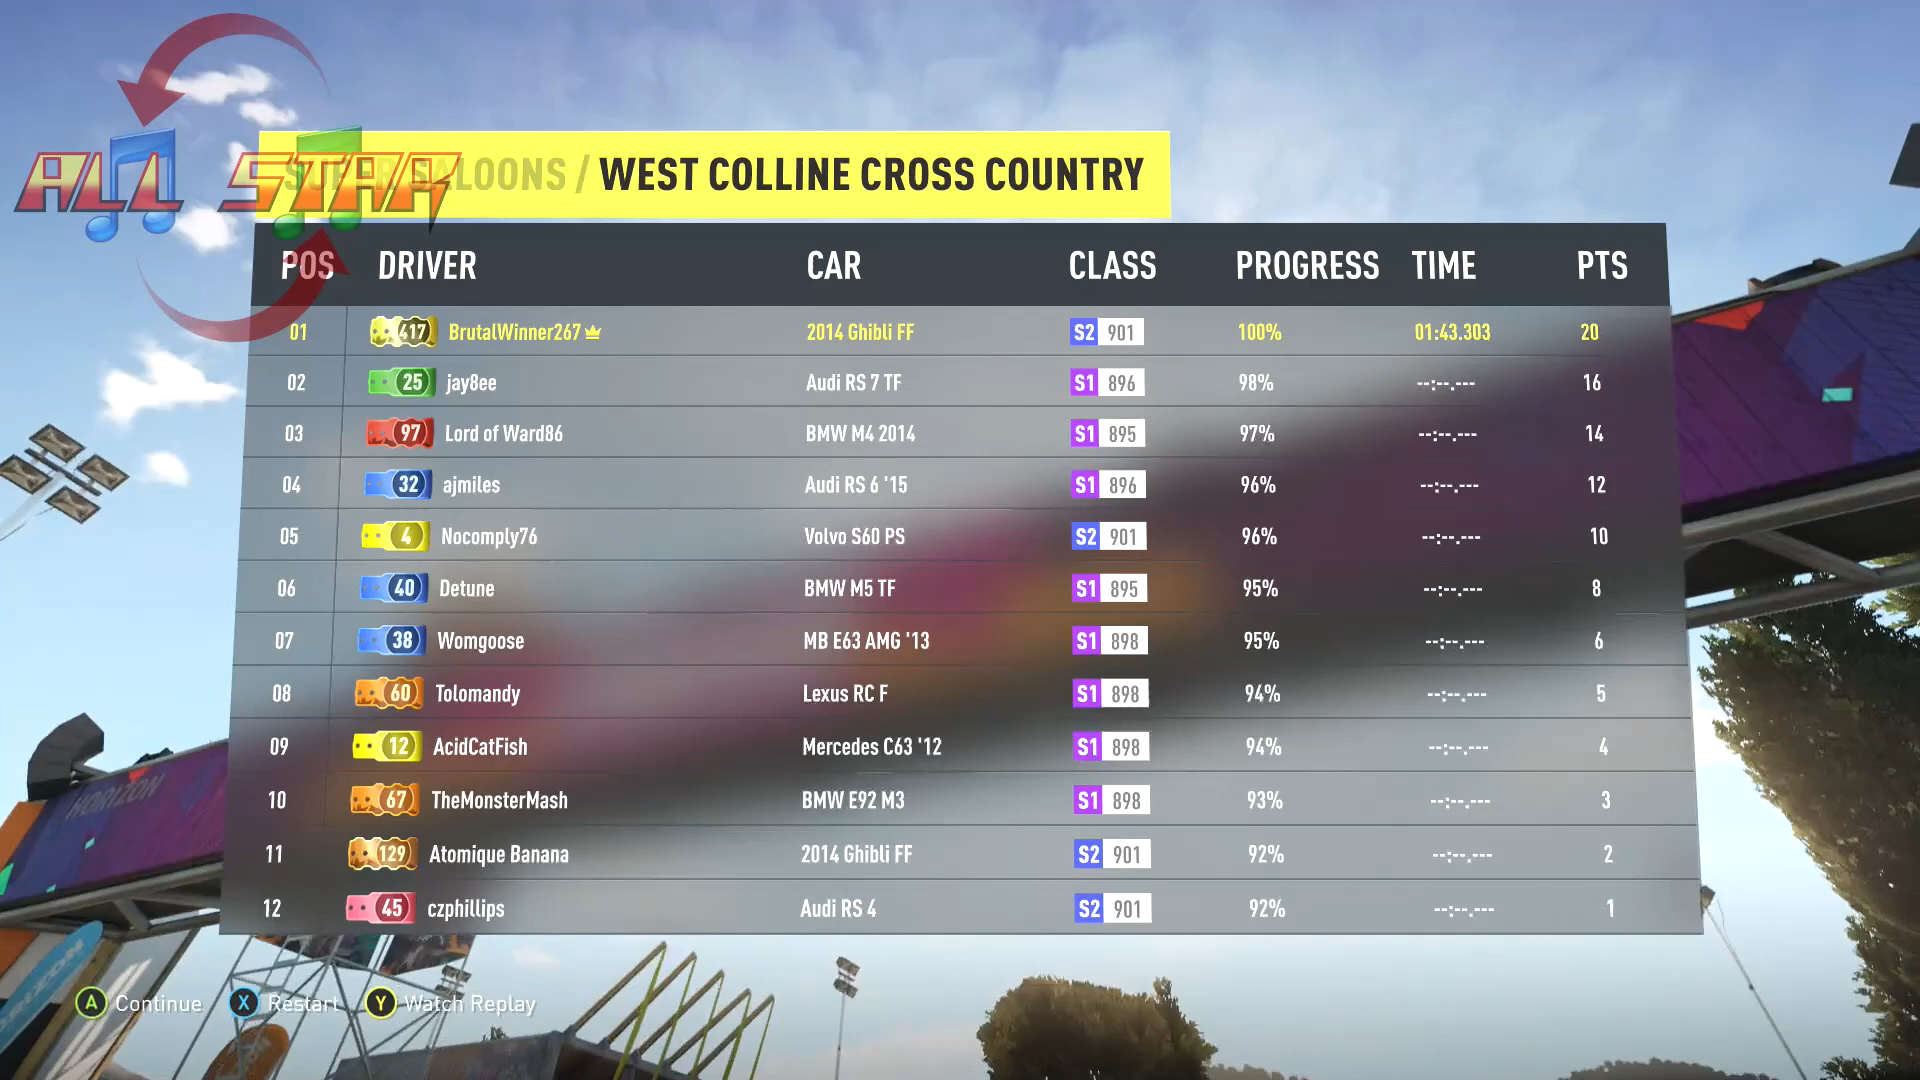 ALL STAR
SUPER SALOONS / WEST COLLINE CROSS COUNTRY
POS DRIVER CAR CLASS PROGRESS TIME PTS
01 417 BrutalWinner267 2014 Ghibli FF S2 901 100% 01:43.303 20
02 25 jay8ee Audi RS 7 TF S1 896 98% --:--.--- 16
03 97 Lord of Ward86 BMW M4 2014 S1 895 97% --:--.--- 14
04 32 ajmiles Audi RS 6 '15 S1 896 96% --:--.--- 12
05 4 Nocomply76 Volvo S60 PS S2 901 96% --:--.--- 10
06 40 Detune BMW M5 TF S1 895 95% --:--.--- 8
07 38 Womgoose MB E63 AMG '13 S1 898 95% --:--.--- 6
08 60 Tolomandy Lexus RC F S1 898 94% --:--.--- 5
09 12 AcidCatFish Mercedes C63 '12 S1 898 94% --:--.--- 4
10 67 TheMonsterMash BMW E92 M3 S1 898 93% --:--.--- 3
11 129 Atomique Banana 2014 Ghibli FF S2 901 92% --:--.--- 2
12 45 czphillips Audi RS 4 S2 901 92% --:--.--- 1
HORIZON
HORIZON
A Continue X Restart Y Watch Replay